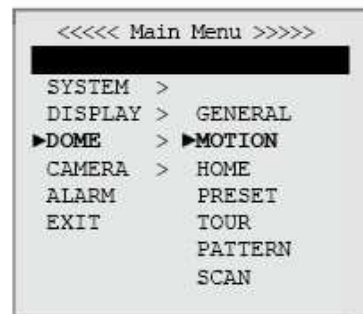 <<<<< Main Menu >>>>>
SYSTEM >
DISPLAY > GENERAL
►DOME > ►MOTION
CAMERA > HOME
ALARM PRESET
EXIT TOUR
PATTERN
SCAN